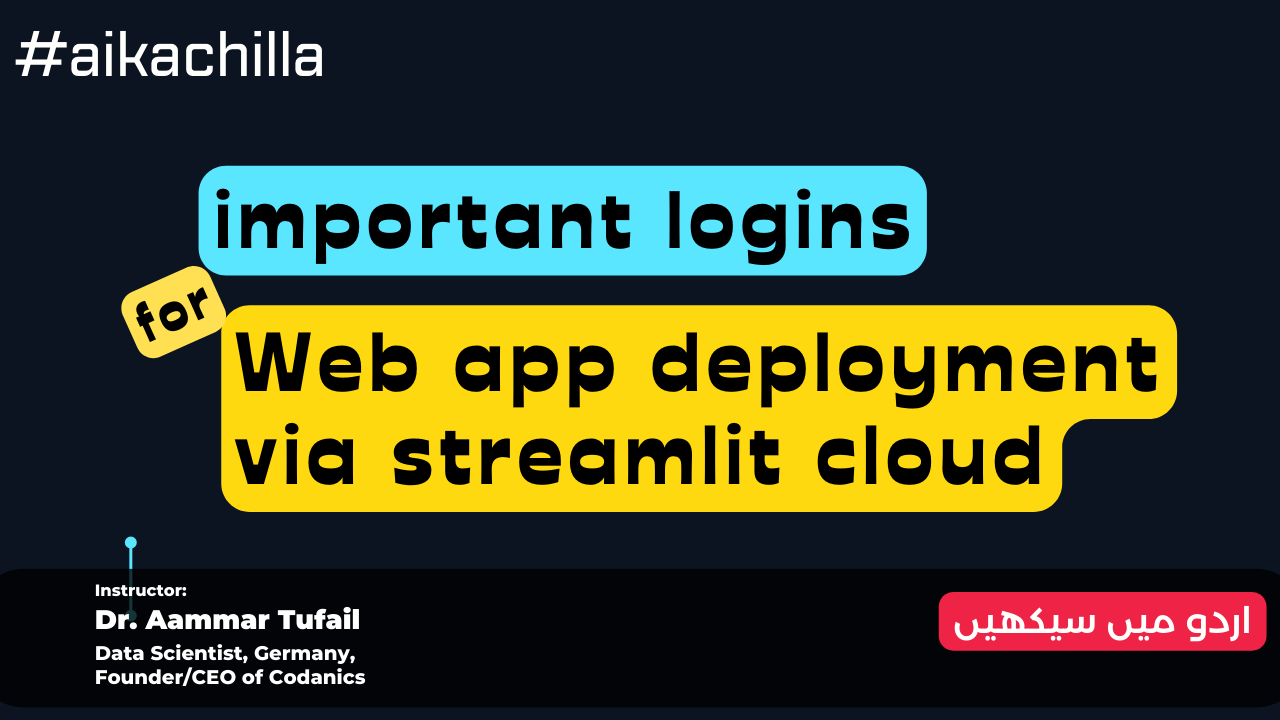 #aikachilla
important logins
for
Web app deployment
via streamlit cloud
Instructor:
Dr. Aammar Tufail
Data Scientist, Germany,
Founder/CEO of Codanics
اردو میں سیکھیں